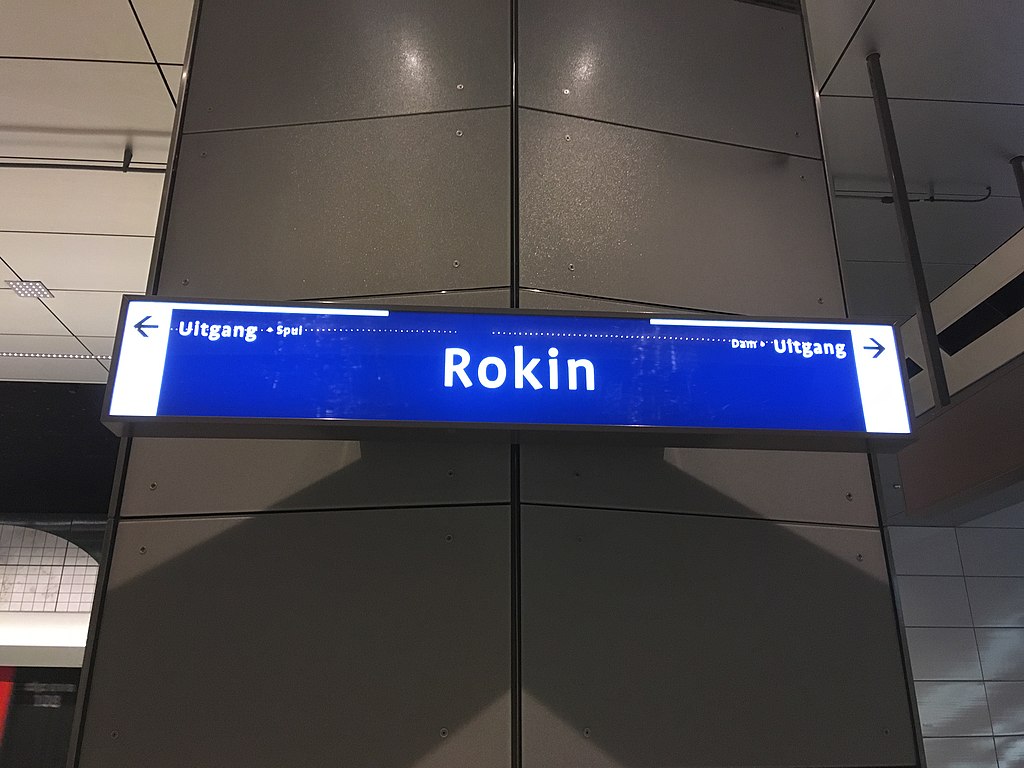 ← Uitgang Spui
Dam Uitgang →
Rokin